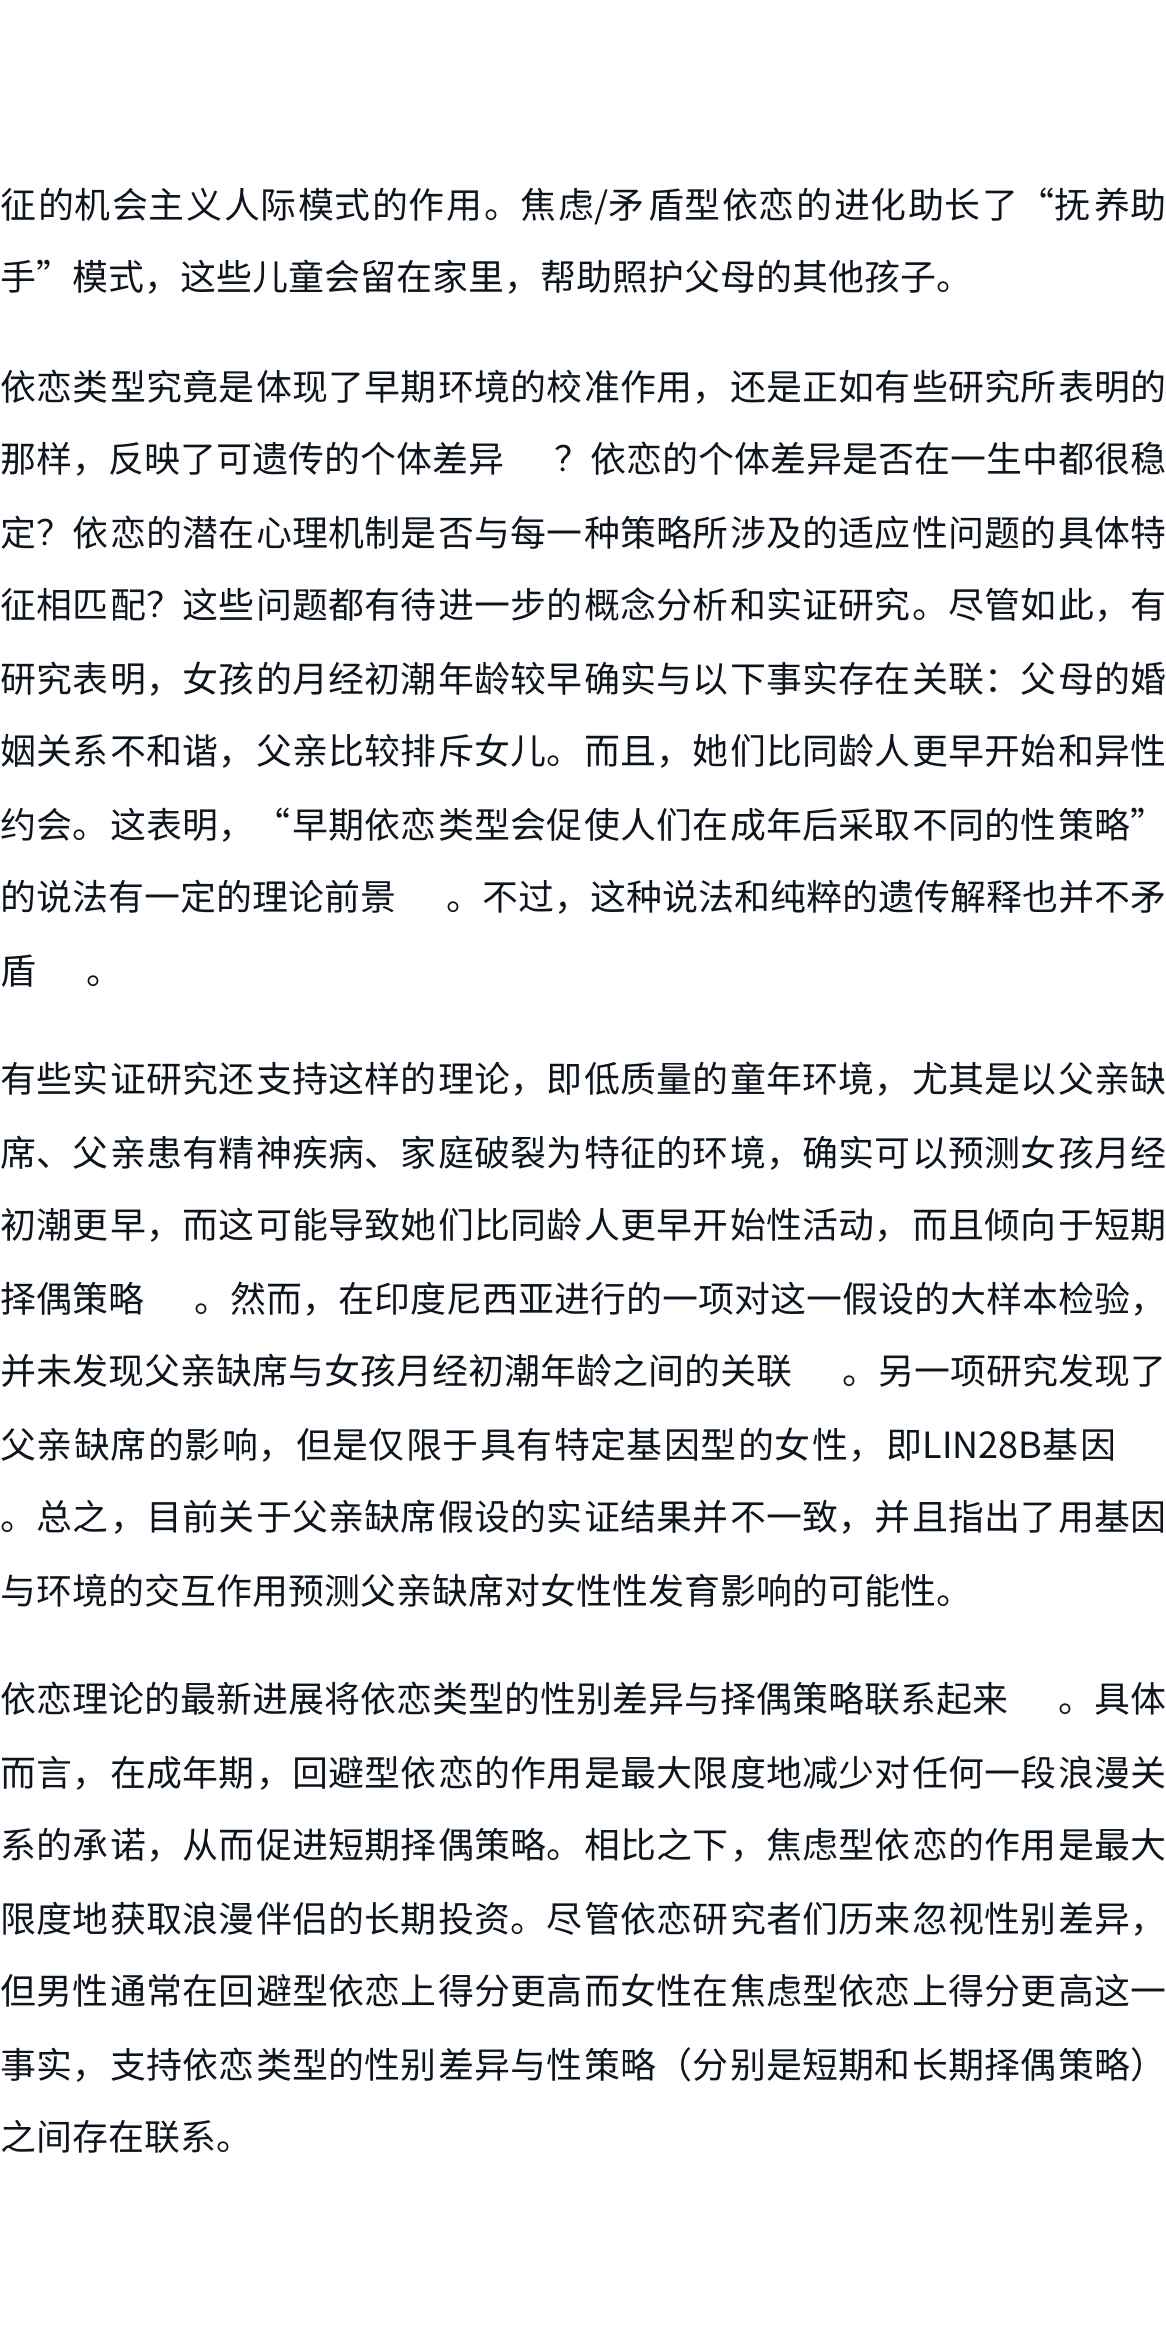 征的机会主义人际模式的作用。焦虑/矛盾型依恋的进化助长了“抚养助
手”模式，这些儿童会留在家里，帮助照护父母的其他孩子。
依恋类型究竟是体现了早期环境的校准作用，还是正如有些研究所表明的
那样，反映了可遗传的个体差异 ？依恋的个体差异是否在一生中都很稳
定？依恋的潜在心理机制是否与每一种策略所涉及的适应性问题的具体特
征相匹配？这些问题都有待进一步的概念分析和实证研究。尽管如此，有
研究表明，女孩的月经初潮年龄较早确实与以下事实存在关联：父母的婚
姻关系不和谐，父亲比较排斥女儿。而且，她们比同龄人更早开始和异性
约会。这表明，“早期依恋类型会促使人们在成年后采取不同的性策略”
的说法有一定的理论前景 。不过，这种说法和纯粹的遗传解释也并不矛
盾 。
有些实证研究还支持这样的理论，即低质量的童年环境，尤其是以父亲缺
席、父亲患有精神疾病、家庭破裂为特征的环境，确实可以预测女孩月经
初潮更早，而这可能导致她们比同龄人更早开始性活动，而且倾向于短期
择偶策略 。然而，在印度尼西亚进行的一项对这一假设的大样本检验，
并未发现父亲缺席与女孩月经初潮年龄之间的关联 。另一项研究发现了
父亲缺席的影响，但是仅限于具有特定基因型的女性，即LIN28B基因
。总之，目前关于父亲缺席假设的实证结果并不一致，并且指出了用基因
与环境的交互作用预测父亲缺席对女性性发育影响的可能性。
依恋理论的最新进展将依恋类型的性别差异与择偶策略联系起来 。具体
而言，在成年期，回避型依恋的作用是最大限度地减少对任何一段浪漫关
系的承诺，从而促进短期择偶策略。相比之下，焦虑型依恋的作用是最大
限度地获取浪漫伴侣的长期投资。尽管依恋研究者们历来忽视性别差异，
但男性通常在回避型依恋上得分更高而女性在焦虑型依恋上得分更高这一
事实，支持依恋类型的性别差异与性策略（分别是短期和长期择偶策略）
之间存在联系。